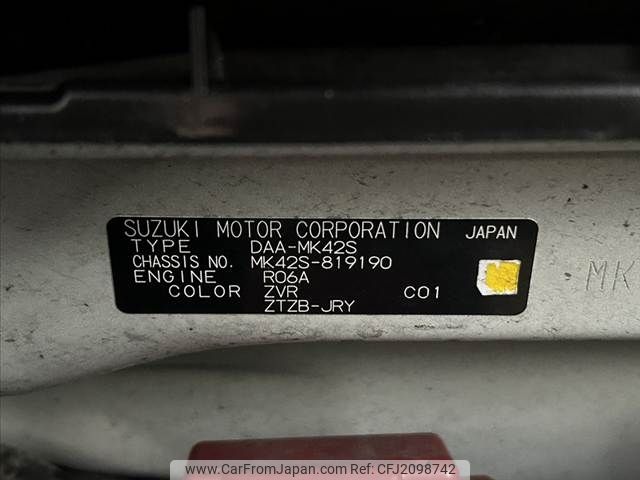 SUZUKI MOTOR CORPORATION JAPAN
TYPE DAA-MK42S
CHASSIS NO. MK42S-819190
ENGINE R06A
COLOR ZVR C01
ZTZB-JRY
MK
www.CarFromJapan.com - Ref No. CFJ2098742